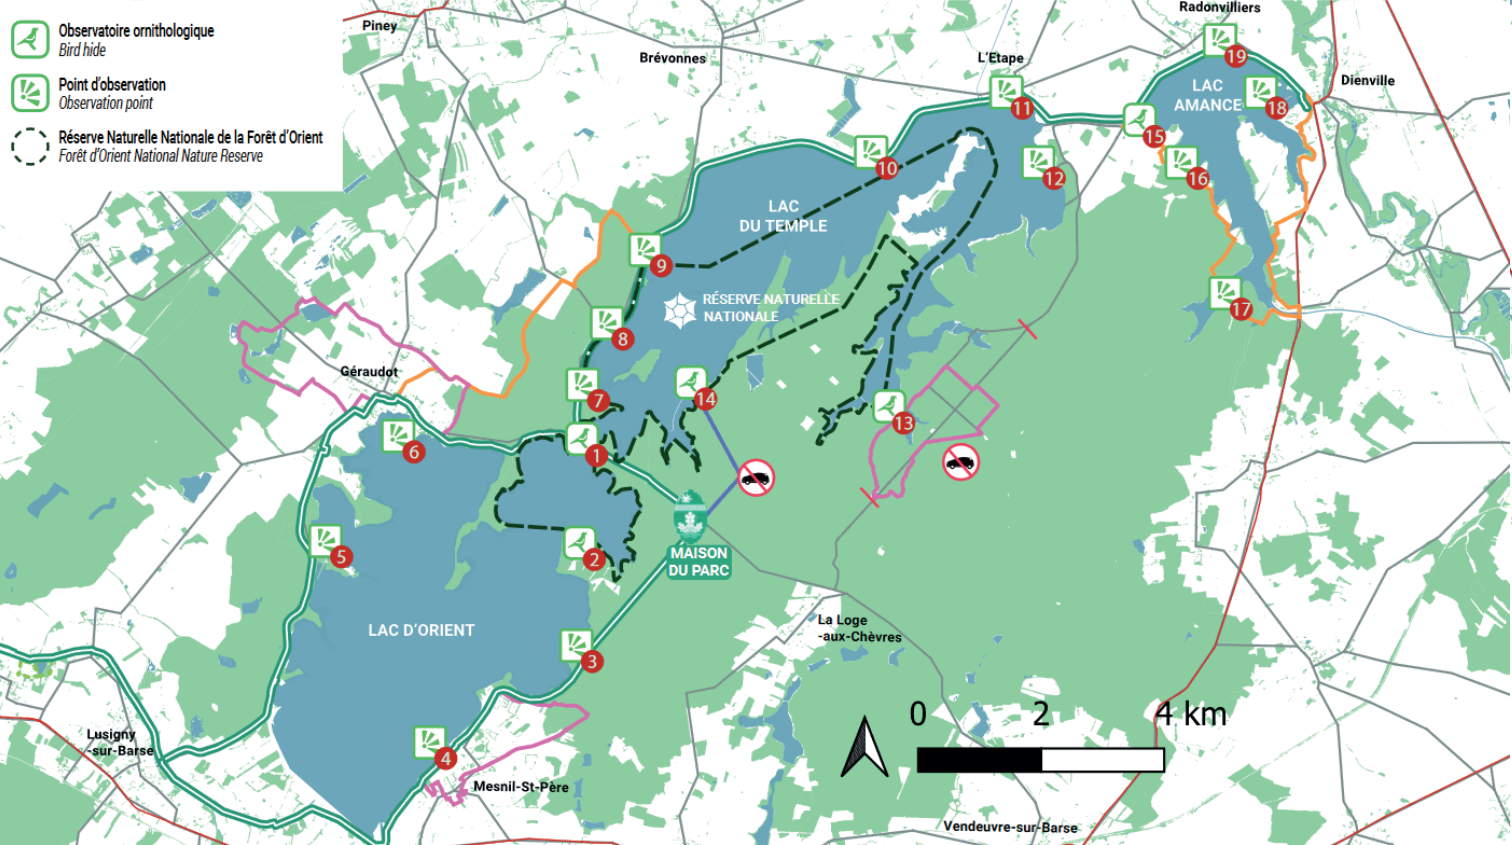 Observatoire ornithologique
Bird hide
Point d'observation
Observation point
Réserve Naturelle Nationale de la Forêt d'Orient
Forêt d'Orient National Nature Reserve
Piney
Brévonnes
L'Etape
Radonvilliers
Dienville
19
LAC
AMANCE
18
11
15
16
10
12
LAC
DU TEMPLE
9
RÉSERVE NATURELLE
NATIONALE
17
8
Géraudot
7
14
13
6
1
5
2
MAISON
DU PARC
LAC D'ORIENT
3
La Loge
-aux-Chèvres
Lusigny
-sur-Barse
4
Mesnil-St-Père
0 2 4 km
Vendeuvre-sur-Barse